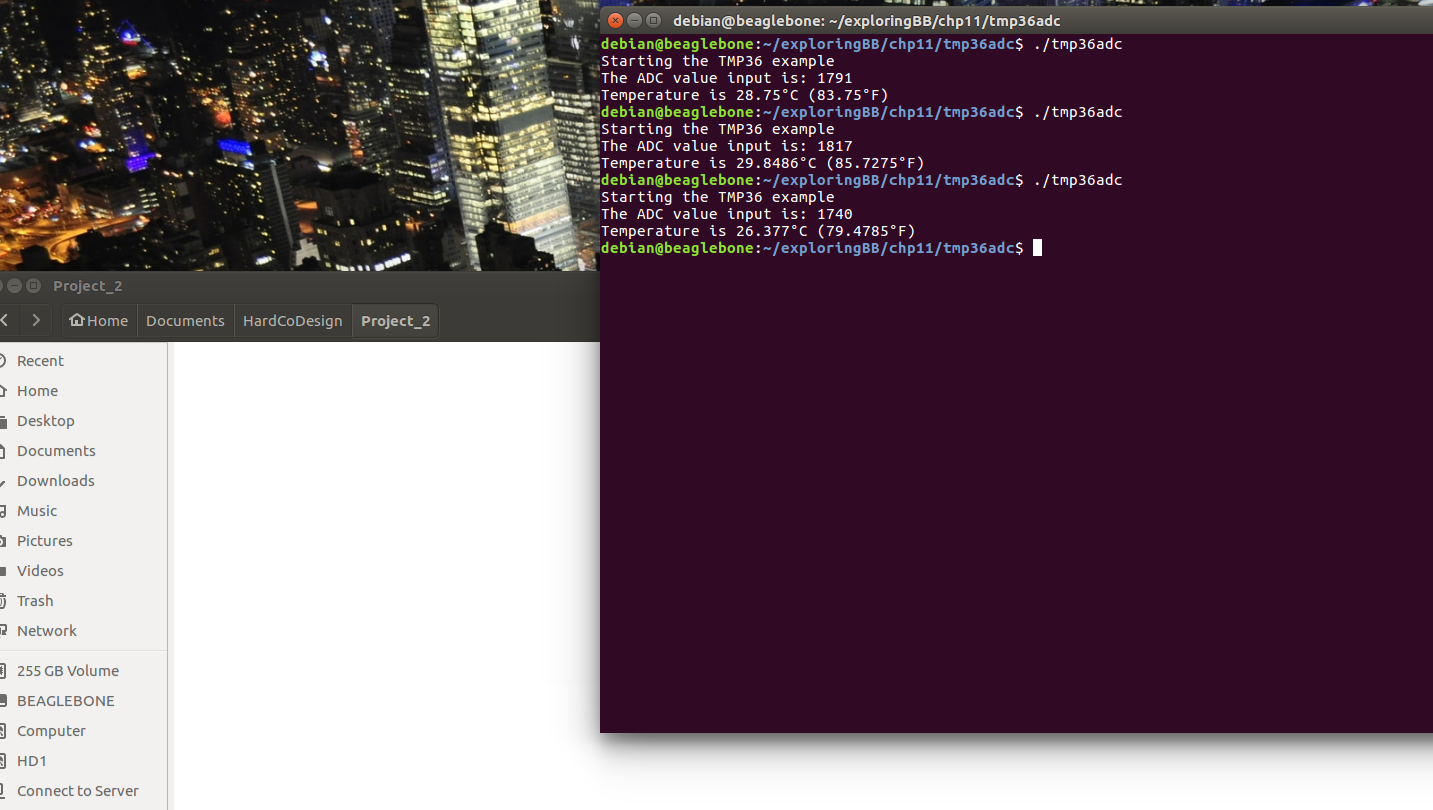 debian@beaglebone: ~/exploringBB/chp11/tmp36adc
debian@beaglebone:~/exploringBB/chp11/tmp36adc$ ./tmp36adc
Starting the TMP36 example
The ADC value input is: 1791
Temperature is 28.75°C (83.75°F)
debian@beaglebone:~/exploringBB/chp11/tmp36adc$ ./tmp36adc
Starting the TMP36 example
The ADC value input is: 1817
Temperature is 29.8486°C (85.7275°F)
debian@beaglebone:~/exploringBB/chp11/tmp36adc$ ./tmp36adc
Starting the TMP36 example
The ADC value input is: 1740
Temperature is 26.377°C (79.4785°F)
debian@beaglebone:~/exploringBB/chp11/tmp36adc$
Project_2
Home Documents HardCoDesign Project_2
Recent
Home
Desktop
Documents
Downloads
Music
Pictures
Videos
Trash
Network
255 GB Volume
BEAGLEBONE
Computer
HD1
Connect to Server